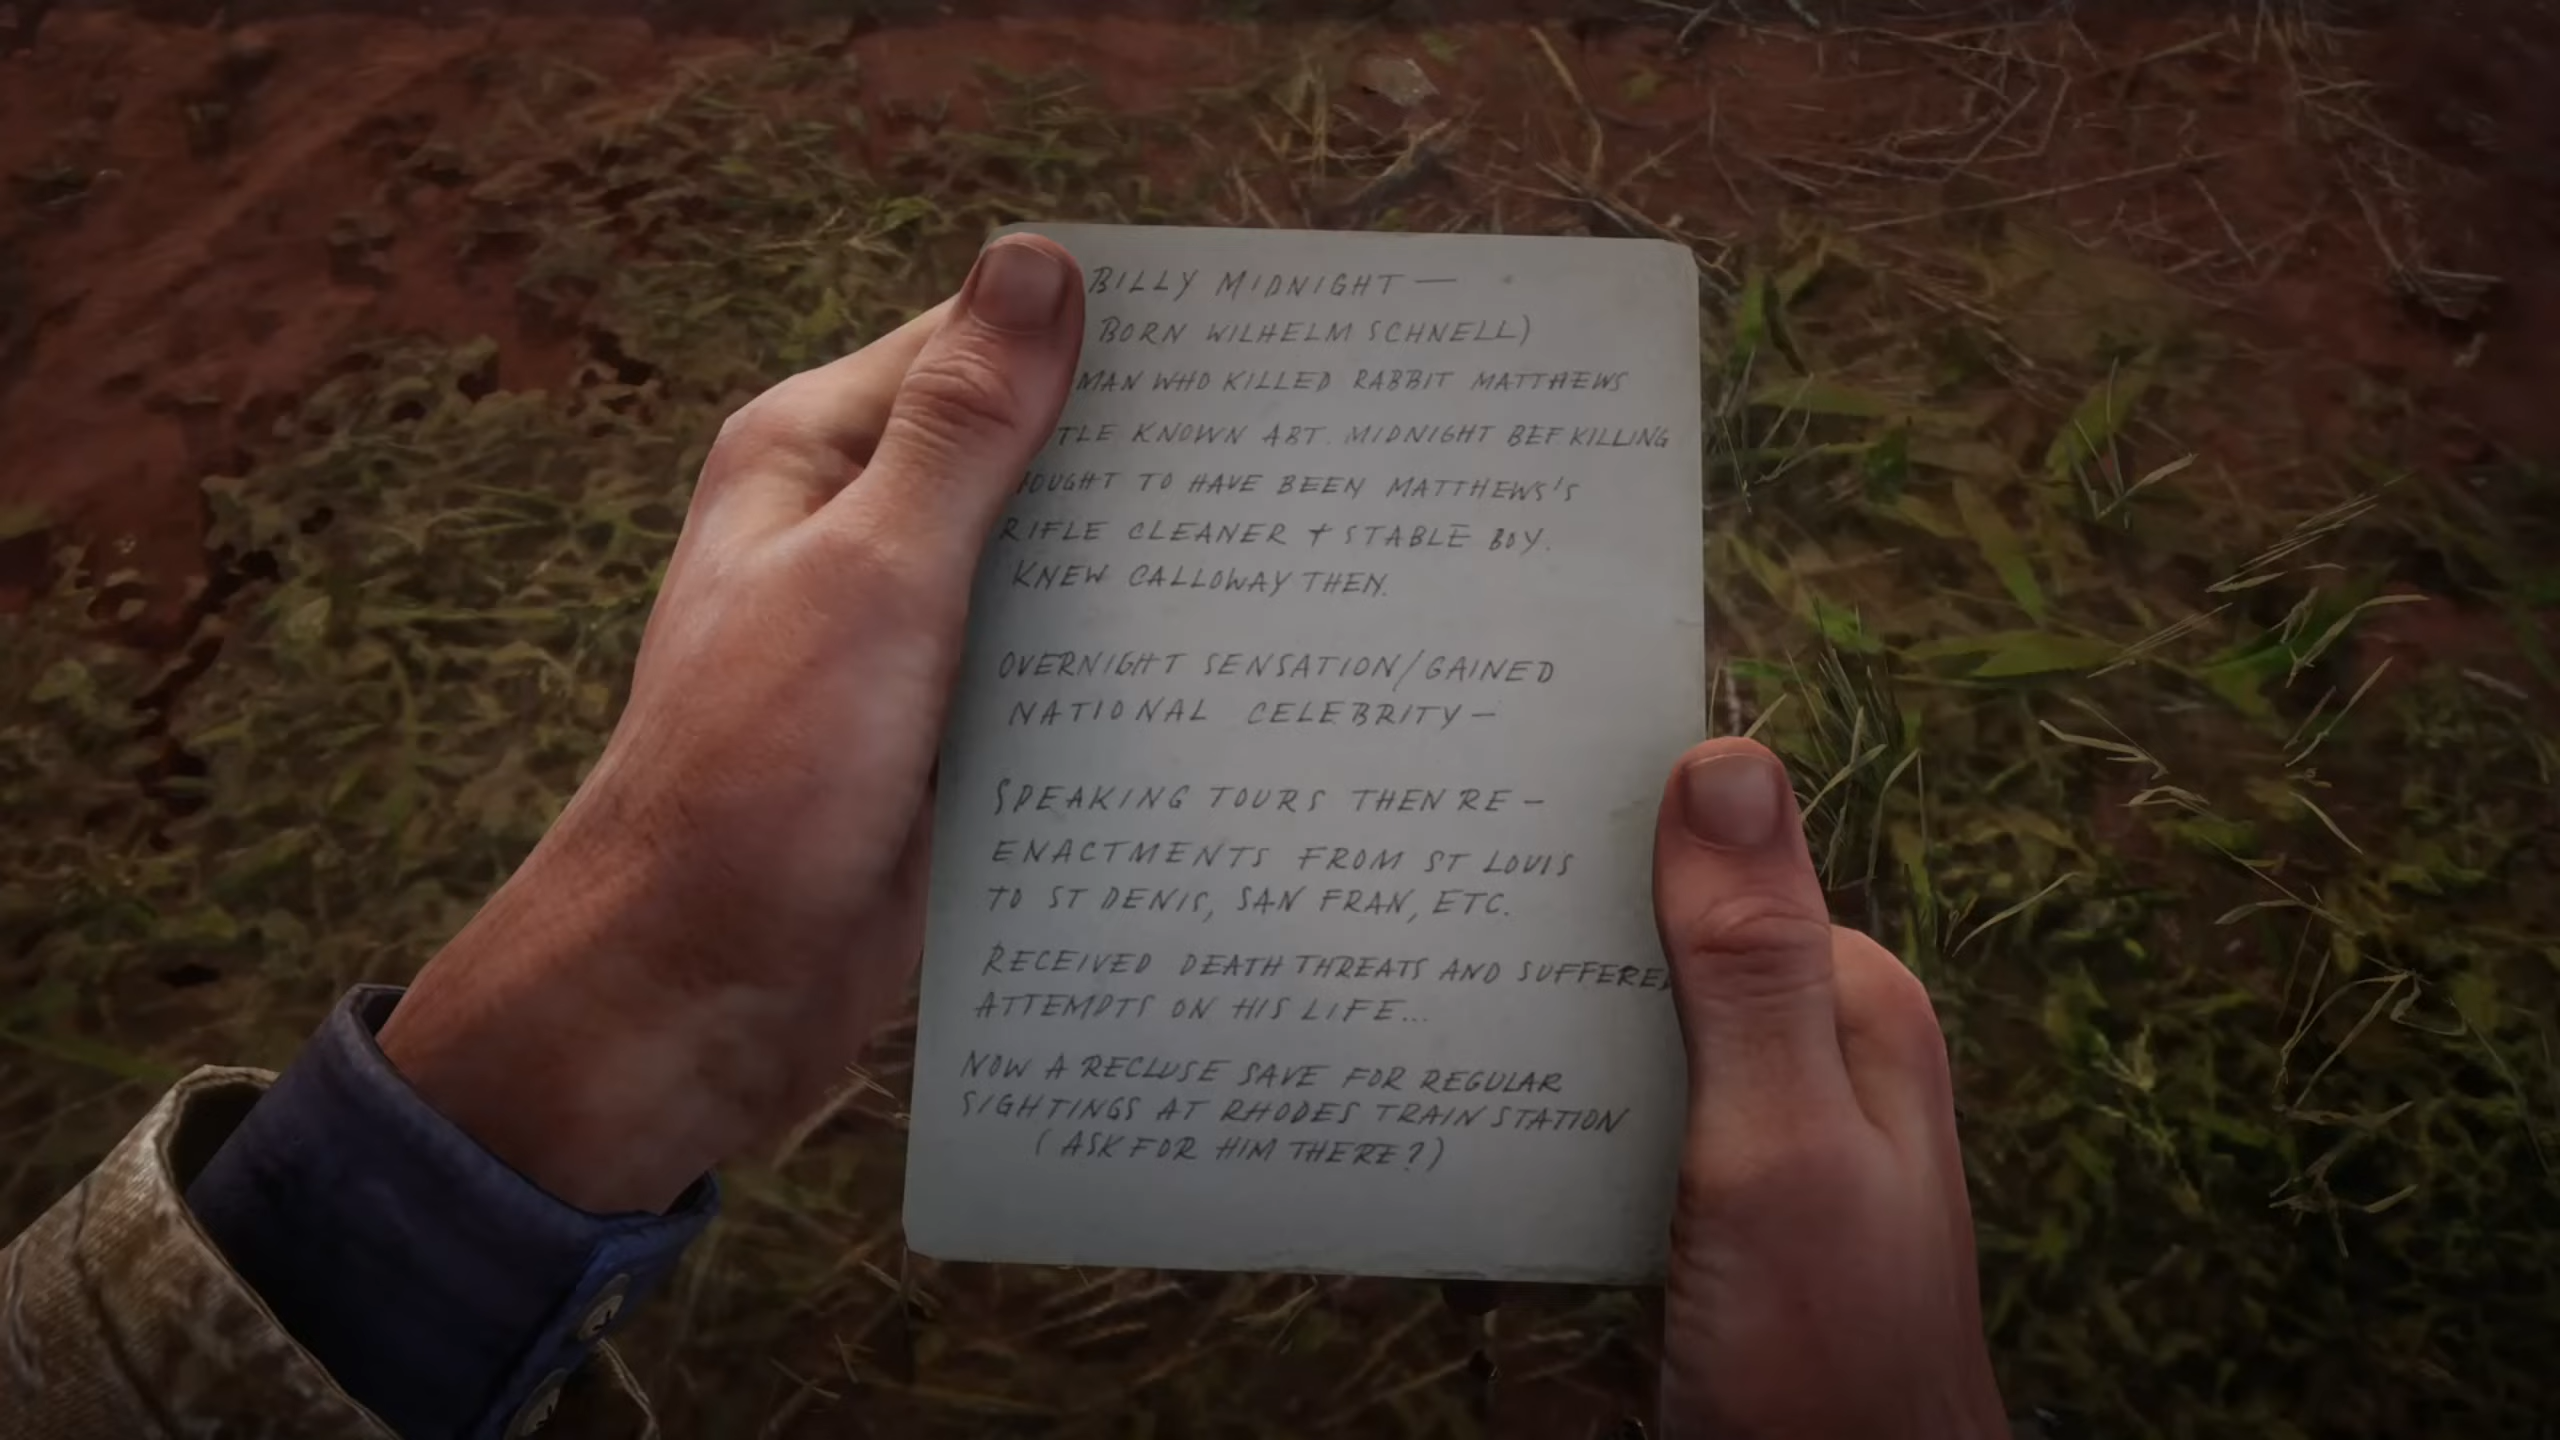 BILLY MIDNIGHT —
BORN WILHELM SCHNELL)
MAN WHO KILLED RABBIT MATTHEWS
TLE KNOWN ABT. MIDNIGHT BEF KILLING
OUGHT TO HAVE BEEN MATTHEWS'S
RIFLE CLEANER + STABLE BOY.
KNEW CALLOWAY THEN.
OVERNIGHT SENSATION/GAINED
NATIONAL CELEBRITY —
SPEAKING TOURS THEN RE —
ENACTMENTS FROM ST LOUIS
TO ST DENIS, SAN FRAN, ETC.
RECEIVED DEATH THREATS AND SUFFERED
ATTEMPTS ON HIS LIFE...
NOW A RECLUSE SAVE FOR REGULAR
SIGHTINGS AT RHODES TRAIN STATION
(ASK FOR HIM THERE?)